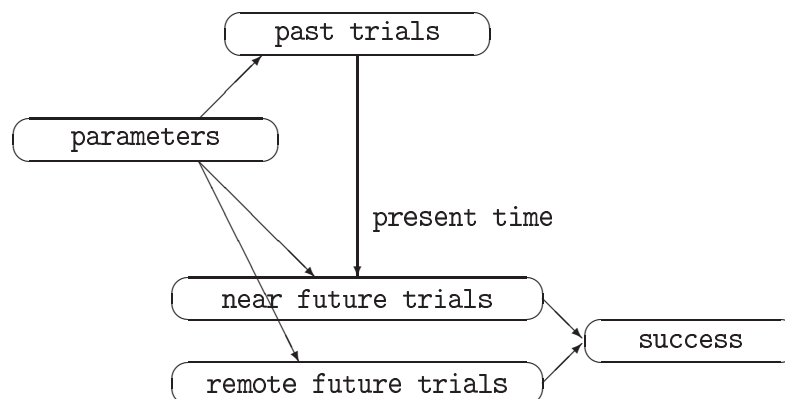 past trials
parameters
present time
near future trials
success
remote future trials